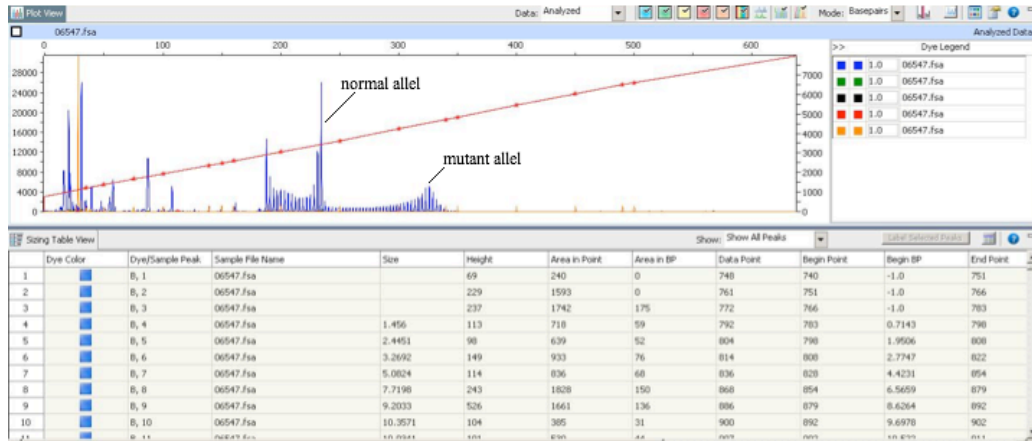 Plot View Data: Analyzed Mode: Basepairs
06547.fsa Analyzed Data
0 100 200 300 400 500 600
28000
24000
20000
16000
12000
8000
4000
0
7000
6000
5000
4000
3000
2000
1000
0
normal allel
mutant allel
>> Dye Legend
1.0 06547.fsa
1.0 06547.fsa
1.0 06547.fsa
1.0 06547.fsa
1.0 06547.fsa
Sizing Table View Show: Show All Peaks Label Selected Peaks
Dye Color Dye/Sample Peak Sample File Name Size Height Area in Point Area in BP Data Point Begin Point Begin BP End Point
1 B, 1 06547.fsa 69 240 0 748 740 -1.0 751
2 B, 2 06547.fsa 229 1593 0 761 751 -1.0 766
3 B, 3 06547.fsa 237 1742 175 772 766 -1.0 783
4 B, 4 06547.fsa 1.456 113 718 59 792 783 0.7143 798
5 B, 5 06547.fsa 2.4451 98 639 52 804 798 1.9506 808
6 B, 6 06547.fsa 3.2692 149 933 76 814 808 2.7747 822
7 B, 7 06547.fsa 5.0824 114 836 68 836 828 4.4231 854
8 B, 8 06547.fsa 7.7198 243 1828 150 868 854 6.5659 879
9 B, 9 06547.fsa 9.2033 526 1661 136 886 879 8.6264 892
10 B, 10 06547.fsa 10.3571 104 385 31 900 892 9.6978 902